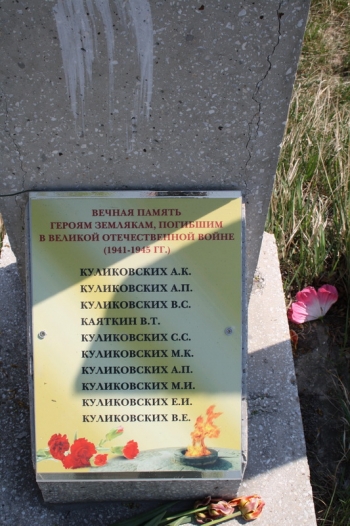 ВЕЧНАЯ ПАМЯТЬ
ГЕРОЯМ ЗЕМЛЯКАМ, ПОГИБШИМ
В ВЕЛИКОЙ ОТЕЧЕСТВЕННОЙ ВОЙНЕ
(1941-1945 ГГ.)
КУЛИКОВСКИХ А.К.
КУЛИКОВСКИХ А.П.
КУЛИКОВСКИХ В.С.
КАЯТКИН В.Т.
КУЛИКОВСКИХ С.С.
КУЛИКОВСКИХ М.К.
КУЛИКОВСКИХ А.П.
КУЛИКОВСКИХ М.И.
КУЛИКОВСКИХ Е.И.
КУЛИКОВСКИХ В.Е.